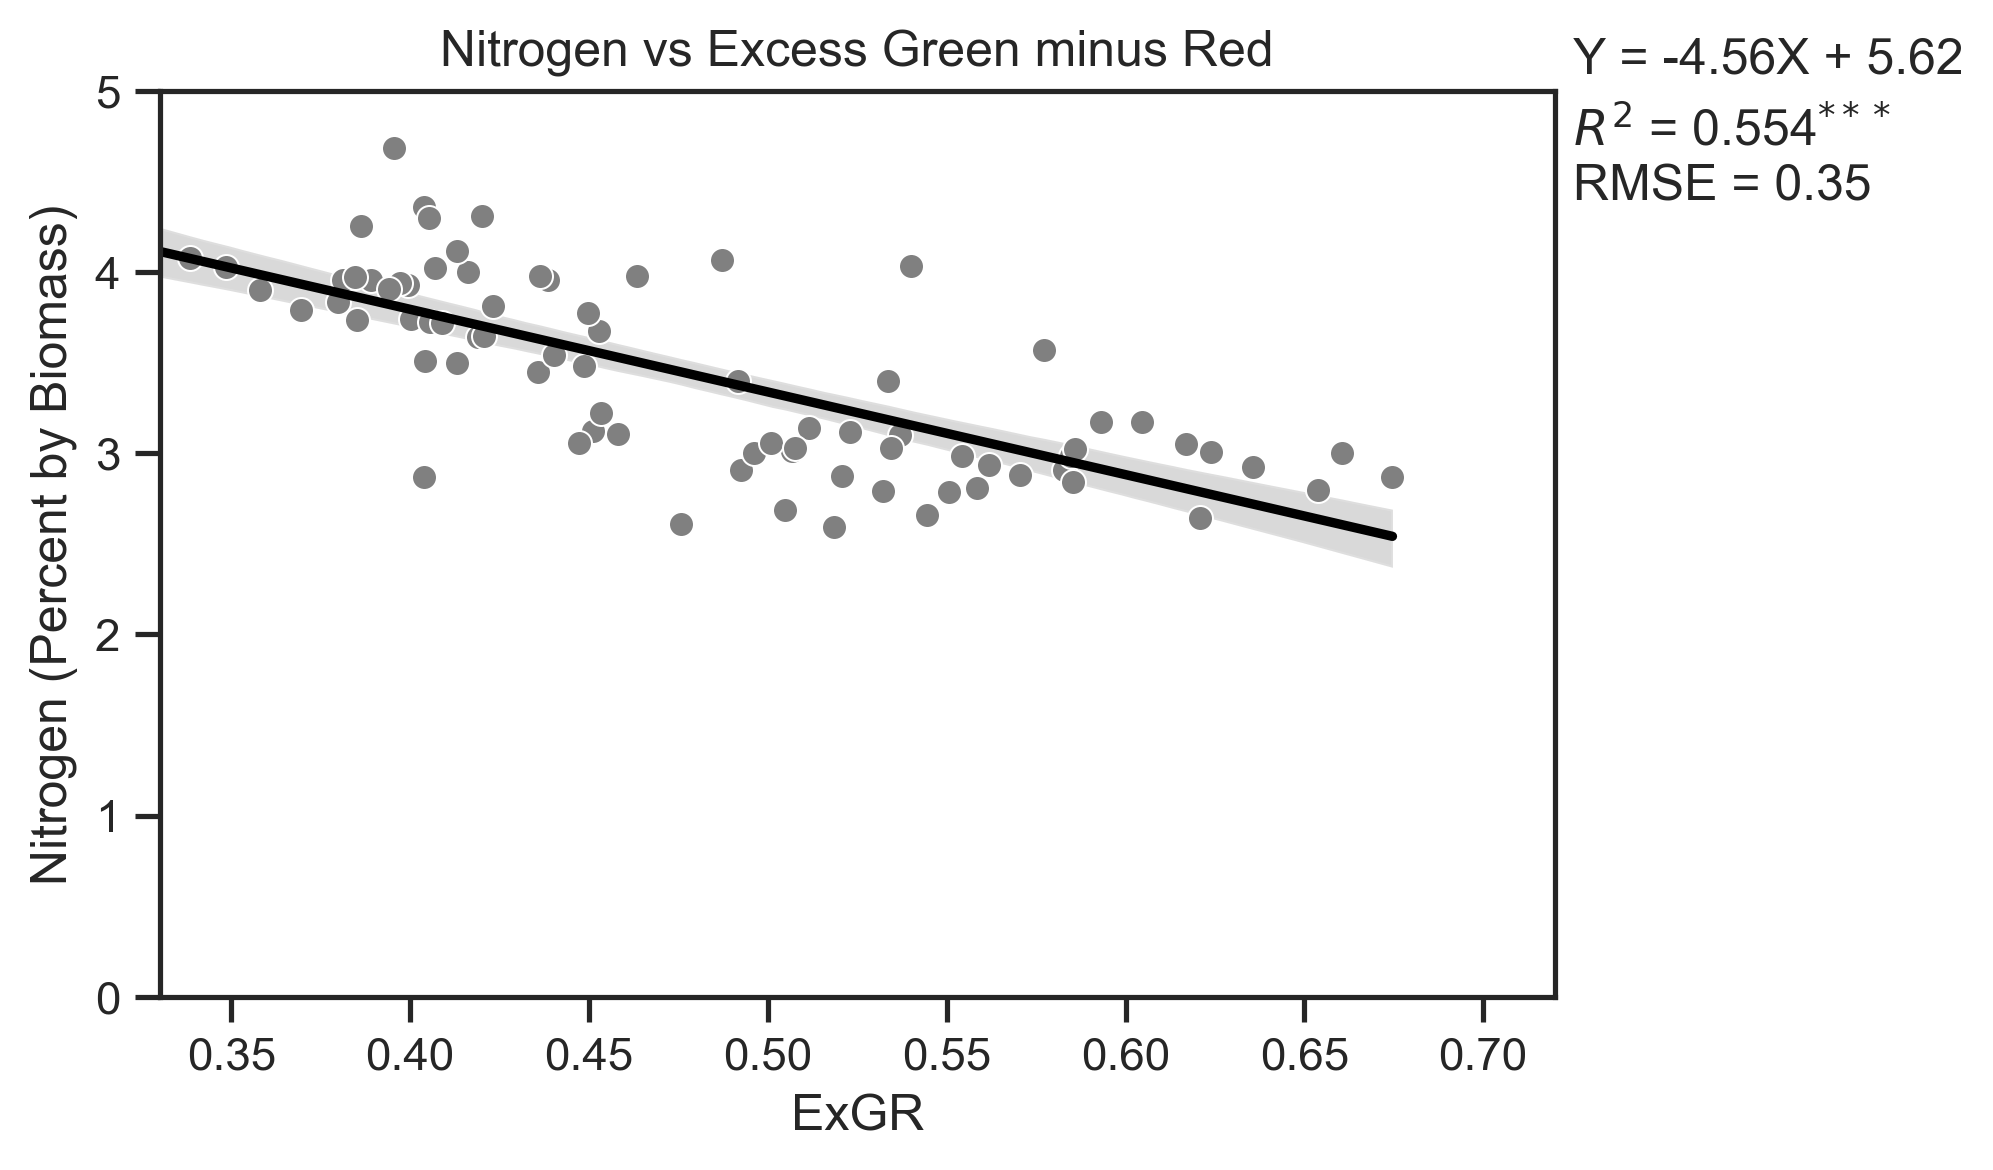 Nitrogen vs Excess Green minus Red
Y = -4.56X + 5.62
R² = 0.554***
RMSE = 0.35
Nitrogen (Percent by Biomass)
5
4
3
2
1
0
0.35 0.40 0.45 0.50 0.55 0.60 0.65 0.70
ExGR